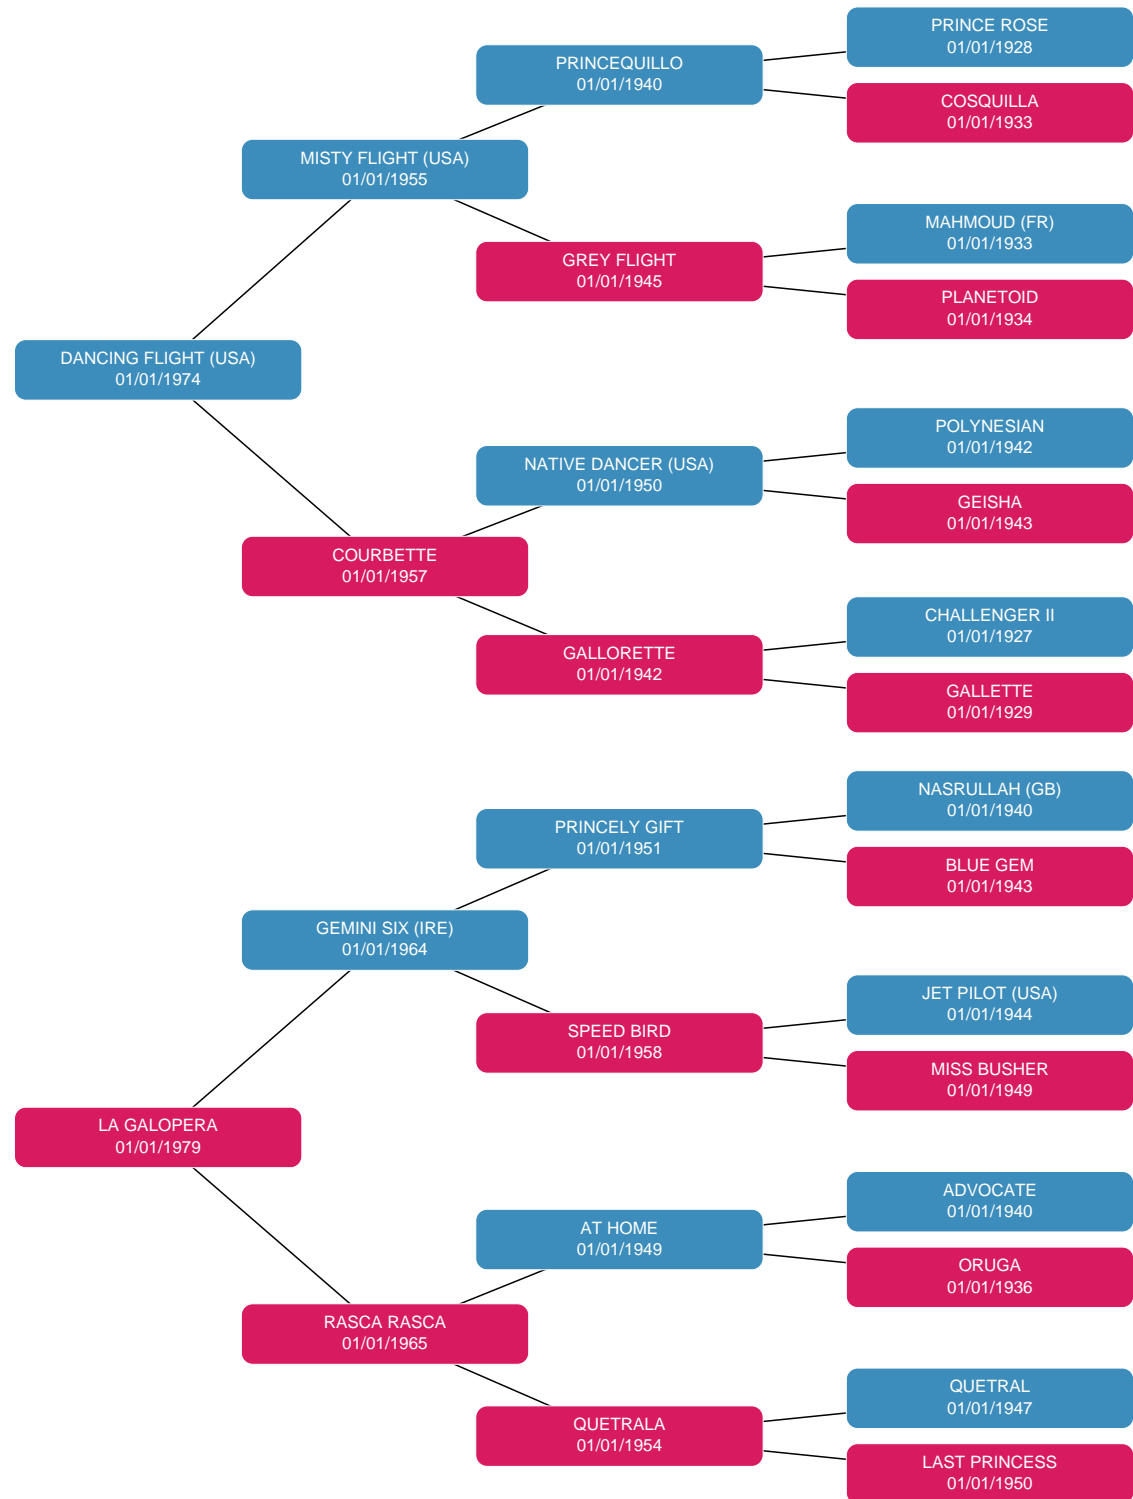 PRINCE ROSE
01/01/1928
PRINCEQUILLO
01/01/1940
COSQUILLA
01/01/1933
MISTY FLIGHT (USA)
01/01/1955
MAHMOUD (FR)
01/01/1933
GREY FLIGHT
01/01/1945
PLANETOID
01/01/1934
DANCING FLIGHT (USA)
01/01/1974
POLYNESIAN
01/01/1942
NATIVE DANCER (USA)
01/01/1950
GEISHA
01/01/1943
COURBETTE
01/01/1957
CHALLENGER II
01/01/1927
GALLORETTE
01/01/1942
GALLETTE
01/01/1929
NASRULLAH (GB)
01/01/1940
PRINCELY GIFT
01/01/1951
BLUE GEM
01/01/1943
GEMINI SIX (IRE)
01/01/1964
JET PILOT (USA)
01/01/1944
SPEED BIRD
01/01/1958
MISS BUSHER
01/01/1949
LA GALOPERA
01/01/1979
ADVOCATE
01/01/1940
AT HOME
01/01/1949
ORUGA
01/01/1936
RASCA RASCA
01/01/1965
QUETRAL
01/01/1947
QUETRALA
01/01/1954
LAST PRINCESS
01/01/1950